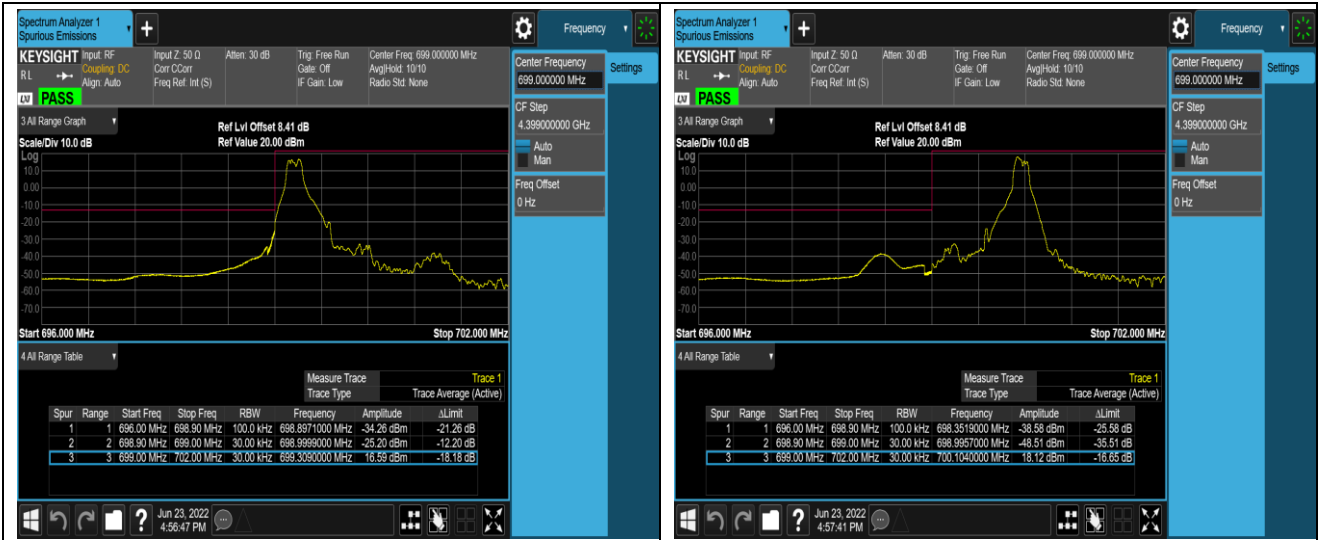 Spectrum Analyzer 1
Spurious Emissions
Frequency
KEYSIGHT Input: RF Input Z: 50 Ω Atten: 30 dB Trig: Free Run Center Freq: 699.000000 MHz
R L Coupling: DC Corr CCorr Gate: Off Avg|Hold: 10/10
Align: Auto Freq Ref: Int (S) IF Gain: Low Radio Std: None
PASS
3 All Range Graph
Ref Lvl Offset 8.41 dB
Scale/Div 10.0 dB Ref Value 20.00 dBm
Log
10.0
0.00
-10.0
-20.0
-30.0
-40.0
-50.0
-60.0
-70.0
Start 696.000 MHz Stop 702.000 MHz
4 All Range Table
Measure Trace Trace 1
Trace Type Trace Average (Active)
Spur Range Start Freq Stop Freq RBW Frequency Amplitude ΔLimit
1 1 696.00 MHz 698.90 MHz 100.0 kHz 698.8971000 MHz -34.26 dBm -21.26 dB
2 2 698.90 MHz 699.00 MHz 30.00 kHz 698.9999000 MHz -25.20 dBm -12.20 dB
3 3 699.00 MHz 702.00 MHz 30.00 kHz 699.3090000 MHz 16.59 dBm -18.18 dB
Jun 23, 2022
4:56:47 PM
Center Frequency
699.000000 MHz
Settings
CF Step
4.399000000 GHz
Auto
Man
Freq Offset
0 Hz
Spectrum Analyzer 1
Spurious Emissions
Frequency
KEYSIGHT Input: RF Input Z: 50 Ω Atten: 30 dB Trig: Free Run Center Freq: 699.000000 MHz
R L Coupling: DC Corr CCorr Gate: Off Avg|Hold: 10/10
Align: Auto Freq Ref: Int (S) IF Gain: Low Radio Std: None
PASS
3 All Range Graph
Ref Lvl Offset 8.41 dB
Scale/Div 10.0 dB Ref Value 20.00 dBm
Log
10.0
0.00
-10.0
-20.0
-30.0
-40.0
-50.0
-60.0
-70.0
Start 696.000 MHz Stop 702.000 MHz
4 All Range Table
Measure Trace Trace 1
Trace Type Trace Average (Active)
Spur Range Start Freq Stop Freq RBW Frequency Amplitude ΔLimit
1 1 696.00 MHz 698.90 MHz 100.0 kHz 698.3519000 MHz -38.58 dBm -25.58 dB
2 2 698.90 MHz 699.00 MHz 30.00 kHz 698.9957000 MHz -48.51 dBm -35.51 dB
3 3 699.00 MHz 702.00 MHz 30.00 kHz 700.1040000 MHz 18.12 dBm -16.65 dB
Jun 23, 2022
4:57:41 PM
Center Frequency
699.000000 MHz
Settings
CF Step
4.399000000 GHz
Auto
Man
Freq Offset
0 Hz